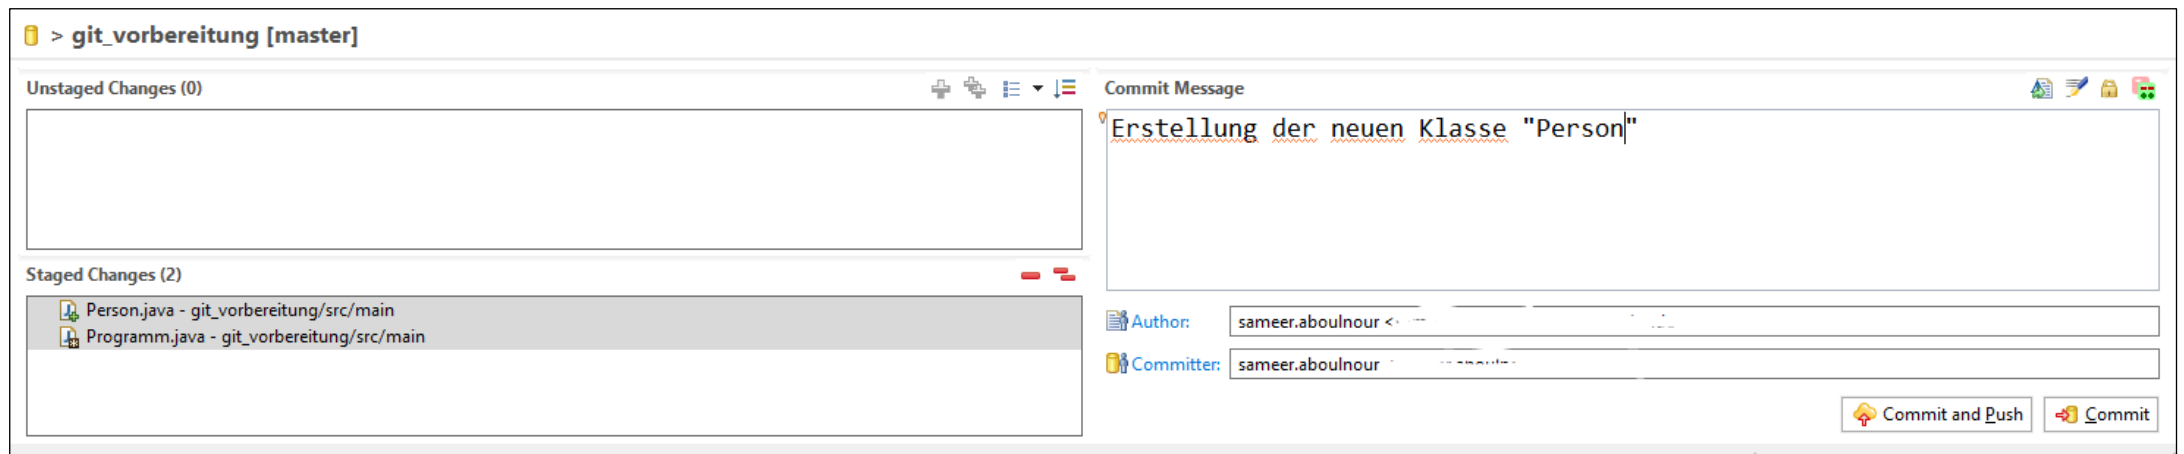 > git_vorbereitung [master]
Unstaged Changes (0)
Staged Changes (2)
Person.java - git_vorbereitung/src/main
Programm.java - git_vorbereitung/src/main
Commit Message
Erstellung der neuen Klasse "Person"
Author: sameer.aboulnour <
Committer: sameer.aboulnour
Commit and Push
Commit